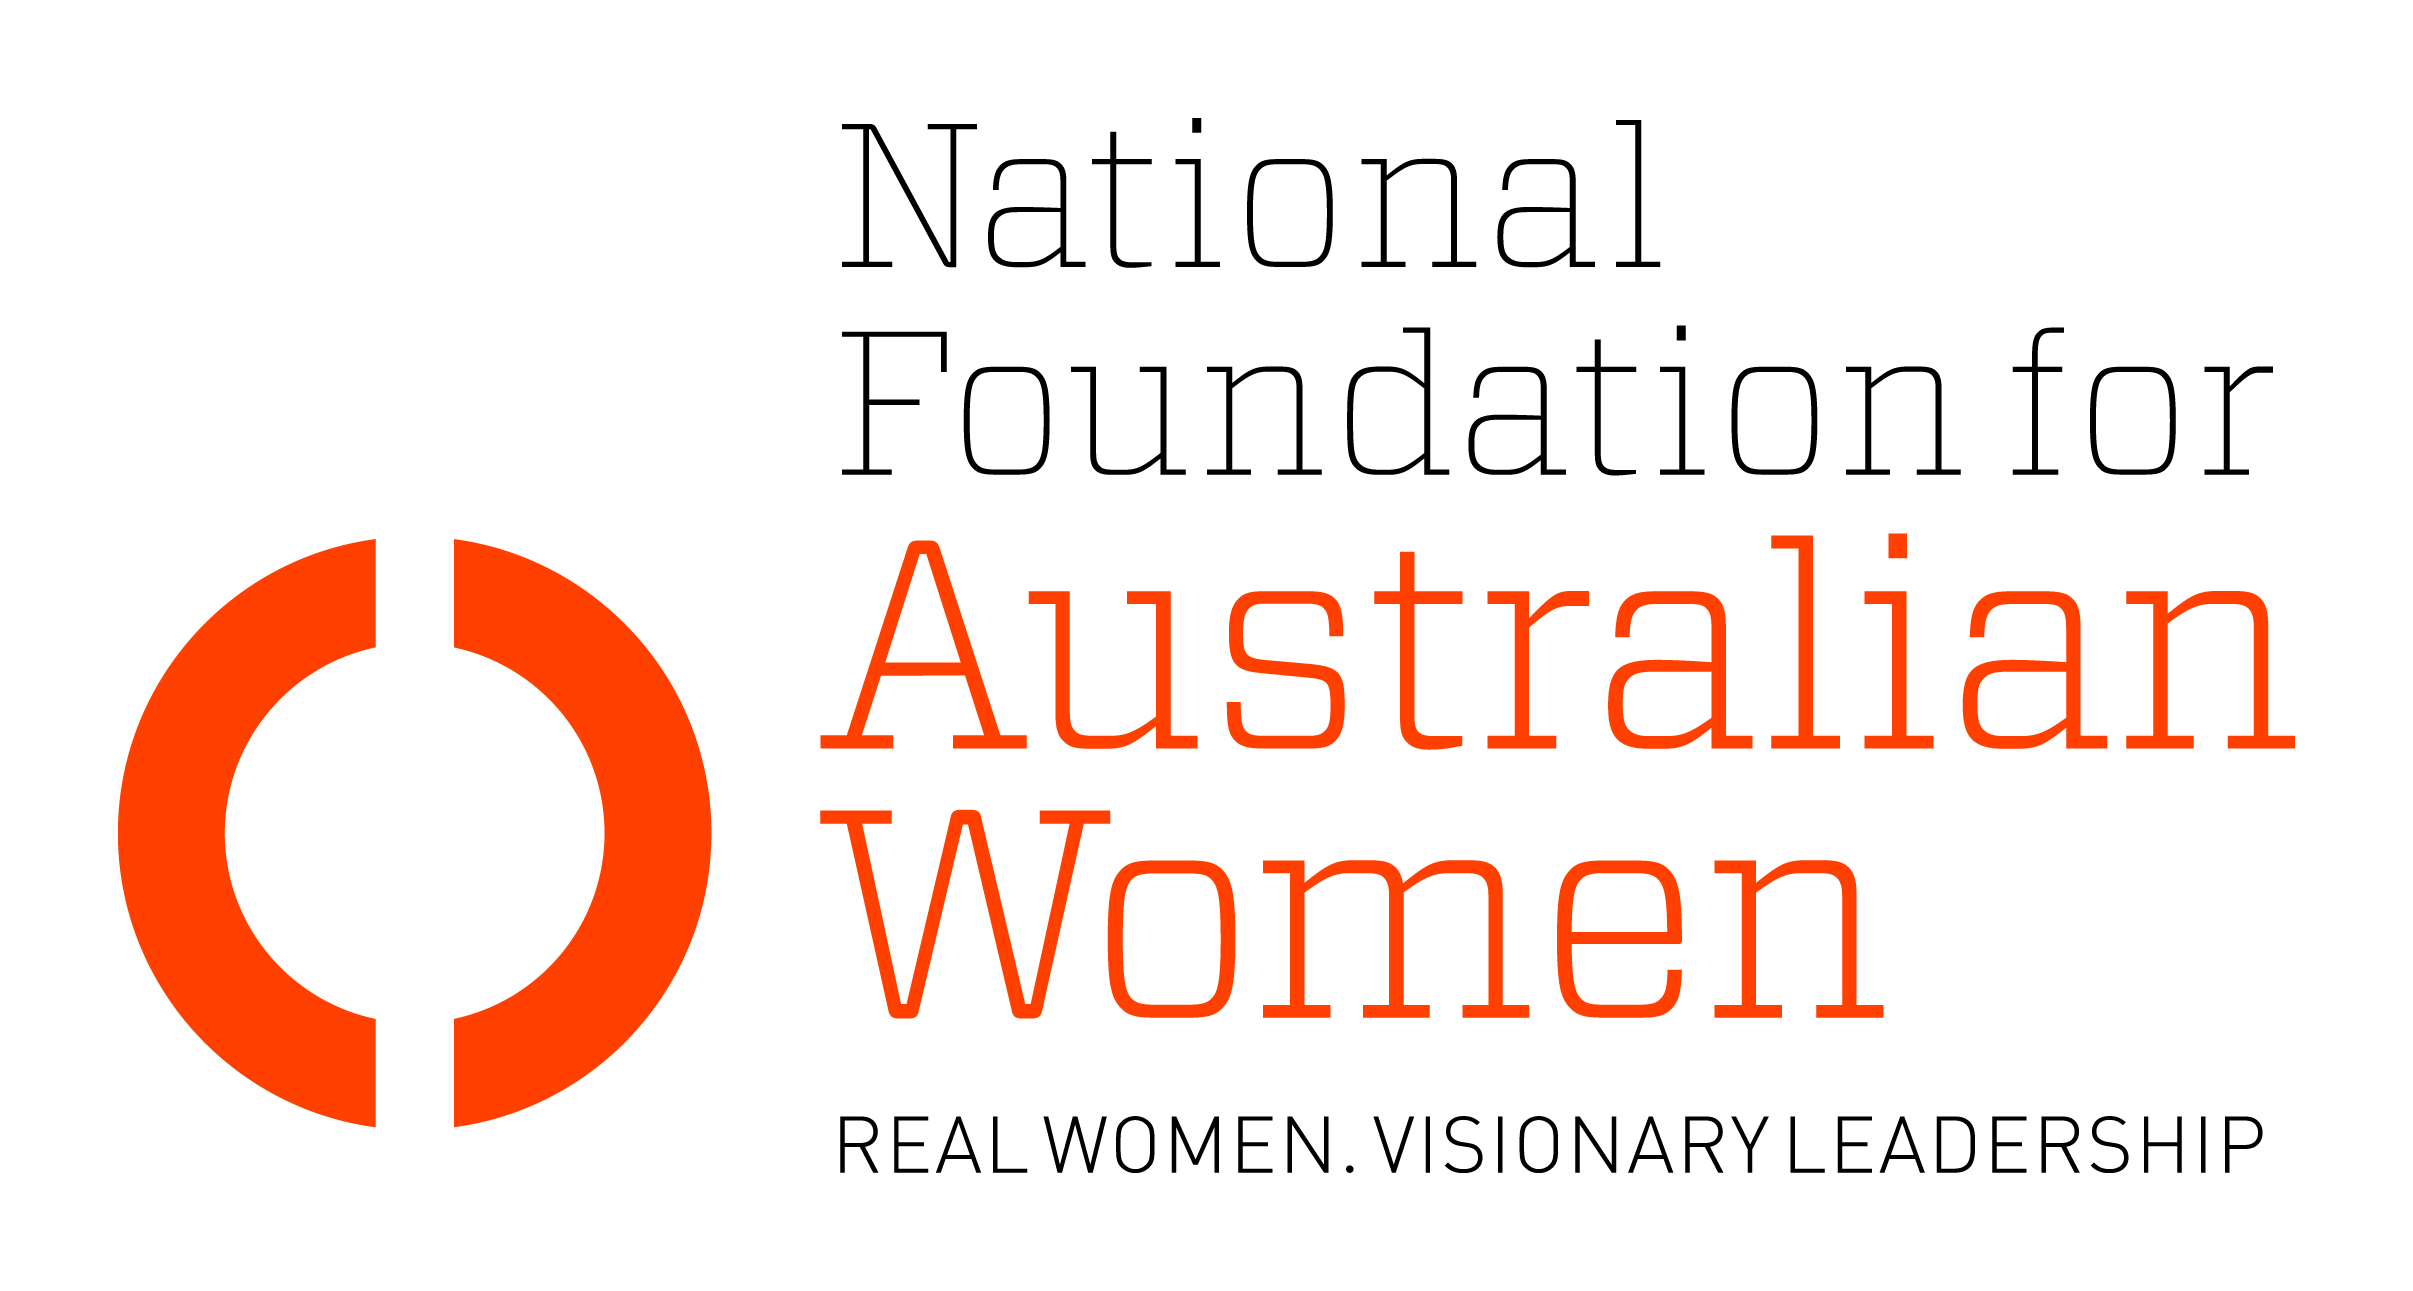 National
Foundation for
Australian
Women
REAL WOMEN. VISIONARY LEADERSHIP